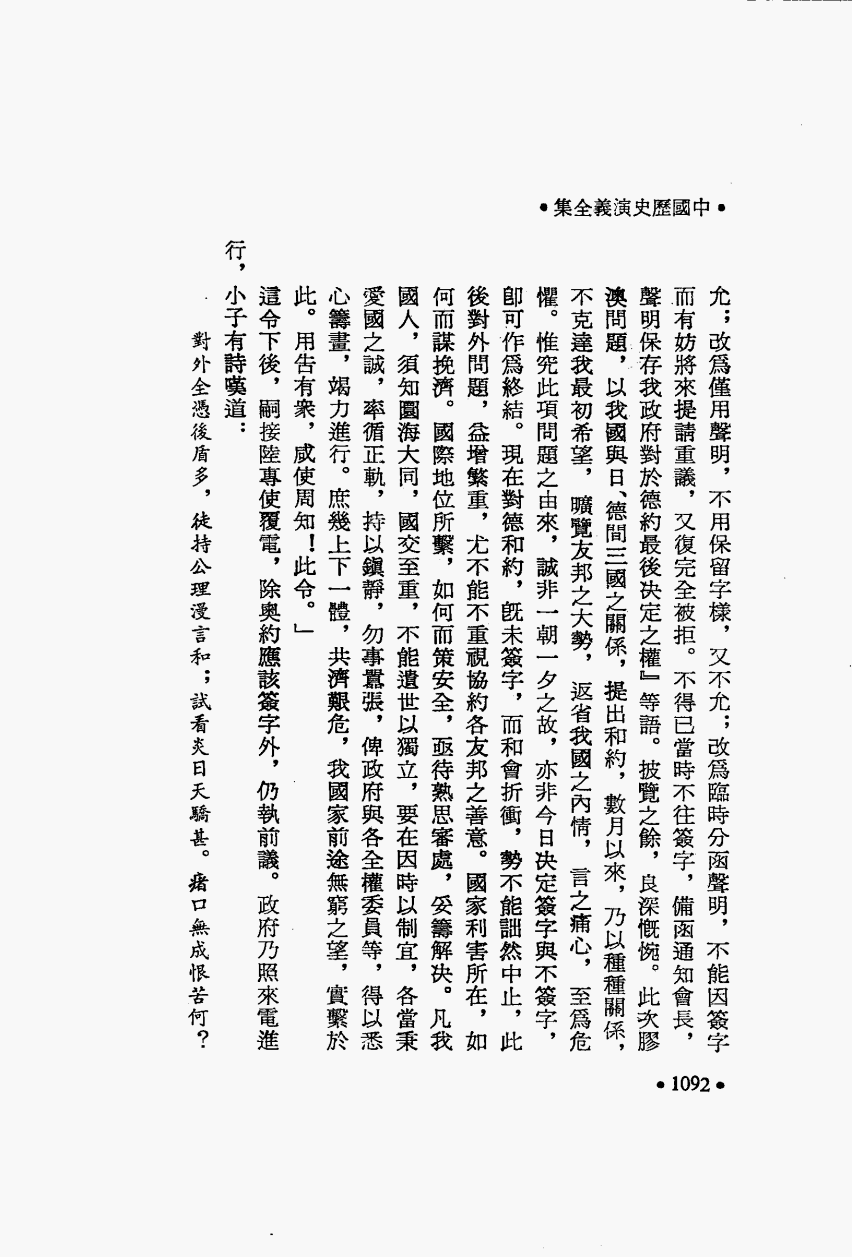 •中國歷史演義全集•
允；改爲僅用聲明，不用保留字樣，又不允；改爲臨時分函聲明，不能因簽字
而有妨將來提請重議，又復完全被拒。不得已當時不往簽字，備函通知會長，
聲明保存我政府對於德約最後決定之權』等語。披覽之餘，良深慨惋。此次膠
澳問題，以我國與日、德間三國之關係，提出和約，數月以來，乃以種種關係，
不克達我最初希望，曠覽友邦之大勢，返省我國之內情，言之痛心，至爲危
懼。惟究此項問題之由來，誠非一朝一夕之故，亦非今日決定簽字與不簽字，
卽可作爲終結。現在對德和約，旣未簽字，而和會折衝，勢不能詘然中止，此
後對外問題，益增繁重，尤不能不重視協約各友邦之善意。國家利害所在，如
何而謀挽濟。國際地位所繫，如何而策安全，亟待熟思審處，妥籌解決。凡我
國人，須知圜海大同，國交至重，不能遺世以獨立，要在因時以制宜，各當秉
愛國之誠，率循正軌，持以鎭靜，勿事囂張，俾政府與各全權委員等，得以悉
心籌畫，竭力進行。庶幾上下一體，共濟艱危，我國家前途無窮之望，實繫於
此。用告有衆，咸使周知！此令。」
這令下後，嗣接陸專使覆電，除奧約應該簽字外，仍執前議。政府乃照來電進
行，小子有詩嘆道：
對外全憑後盾多，徒持公理漫言和；試看炎日天驕甚。瘏口無成恨若何？
•1092•